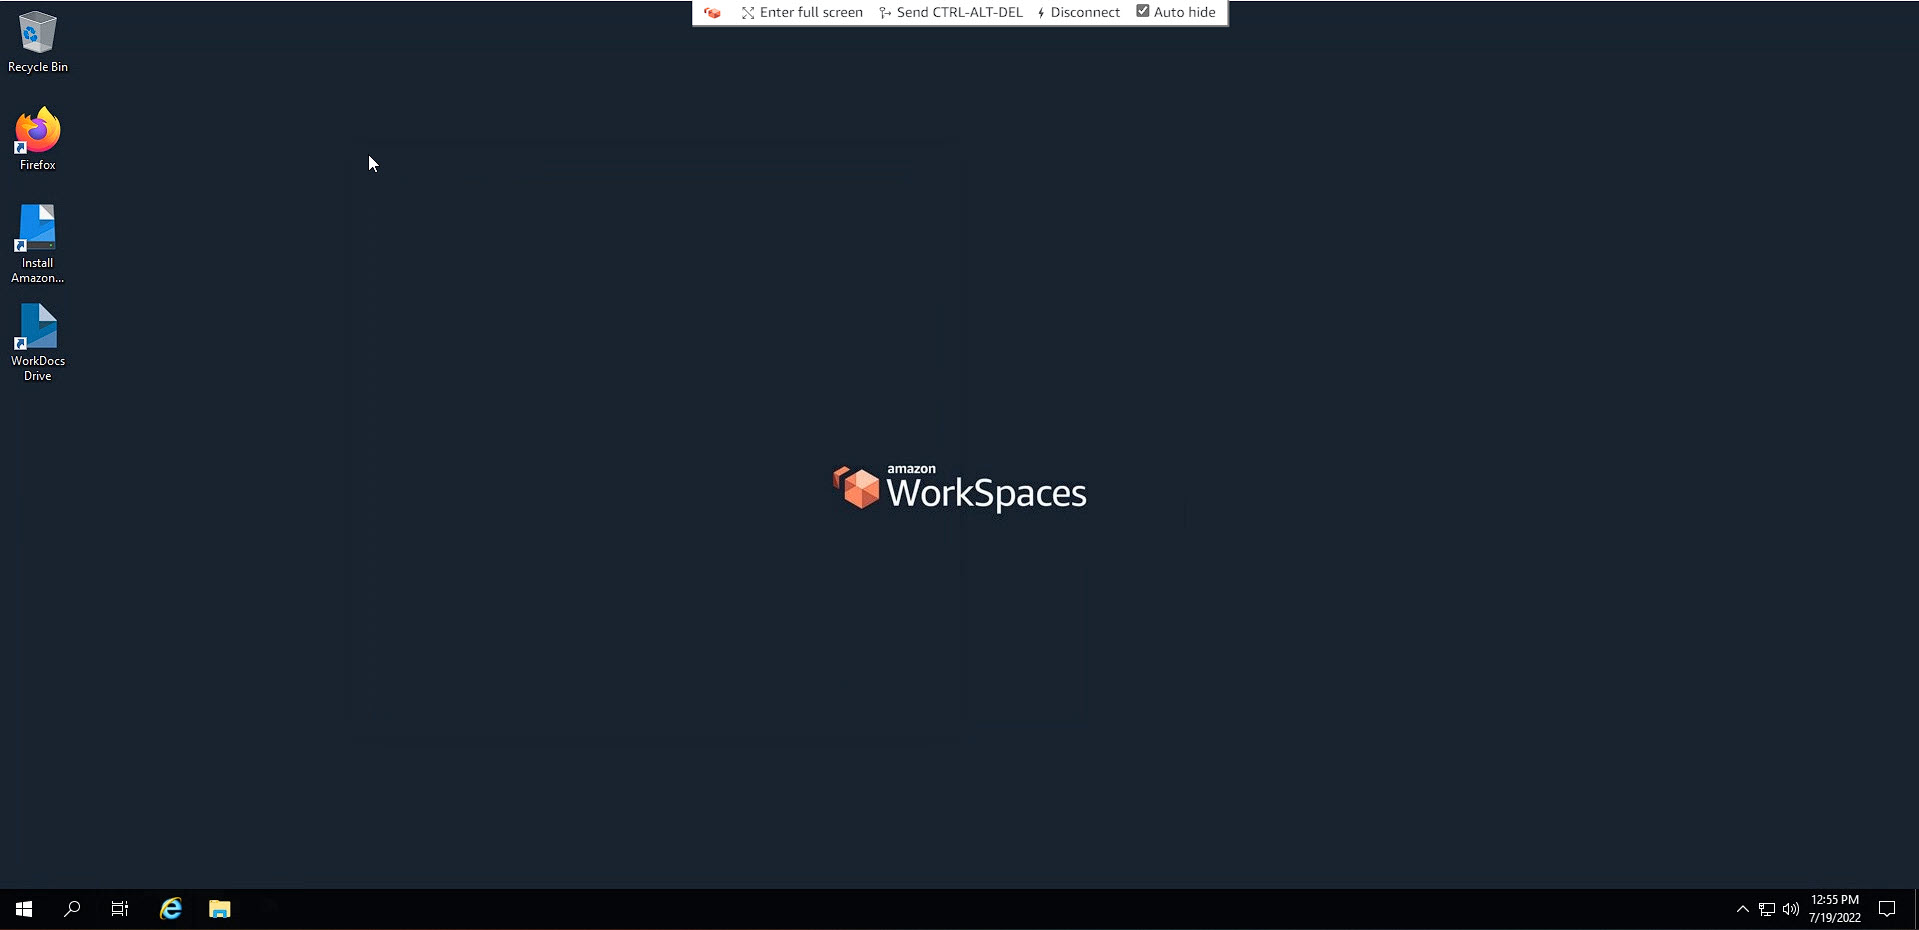 Enter full screen Send CTRL-ALT-DEL Disconnect Auto hide
Recycle Bin
Firefox
Install
Amazon...
WorkDocs
Drive
amazon
WorkSpaces
12:55 PM
7/19/2022